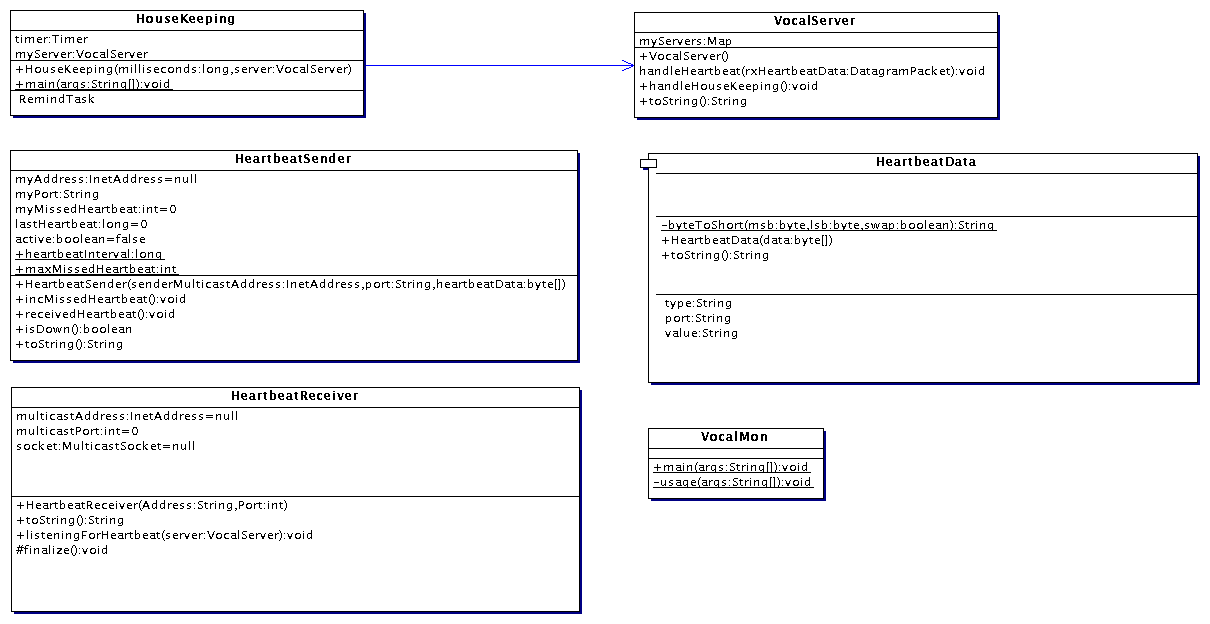 HouseKeeping
timer:Timer
myServer:VocalServer
+HouseKeeping(milliseconds:long,server:VocalServer)
+main(args:String[]):void
RemindTask
VocalServer
myServers:Map
+VocalServer()
handleHeartbeat(rxHeartbeatData:DatagramPacket):void
+handleHouseKeeping():void
+toString():String
HeartbeatSender
myAddress:InetAddress=null
myPort:String
myMissedHeartbeat:int=0
lastHeartbeat:long=0
active:boolean=false
+heartbeatInterval:long
+maxMissedHeartbeat:int
+HeartbeatSender(senderMulticastAddress:InetAddress,port:String,heartbeatData:byte[])
+incMissedHeartbeat():void
+receivedHeartbeat():void
+isDown():boolean
+toString():String
HeartbeatData
-byteToShort(msb:byte,lsb:byte,swap:boolean):String
+HeartbeatData(data:byte[])
+toString():String
type:String
port:String
value:String
HeartbeatReceiver
multicastAddress:InetAddress=null
multicastPort:int=0
socket:MulticastSocket=null
+HeartbeatReceiver(Address:String,Port:int)
+toString():String
+listeningForHeartbeat(server:VocalServer):void
#finalize():void
VocalMon
+main(args:String[]):void
-usage(args:String[]):void